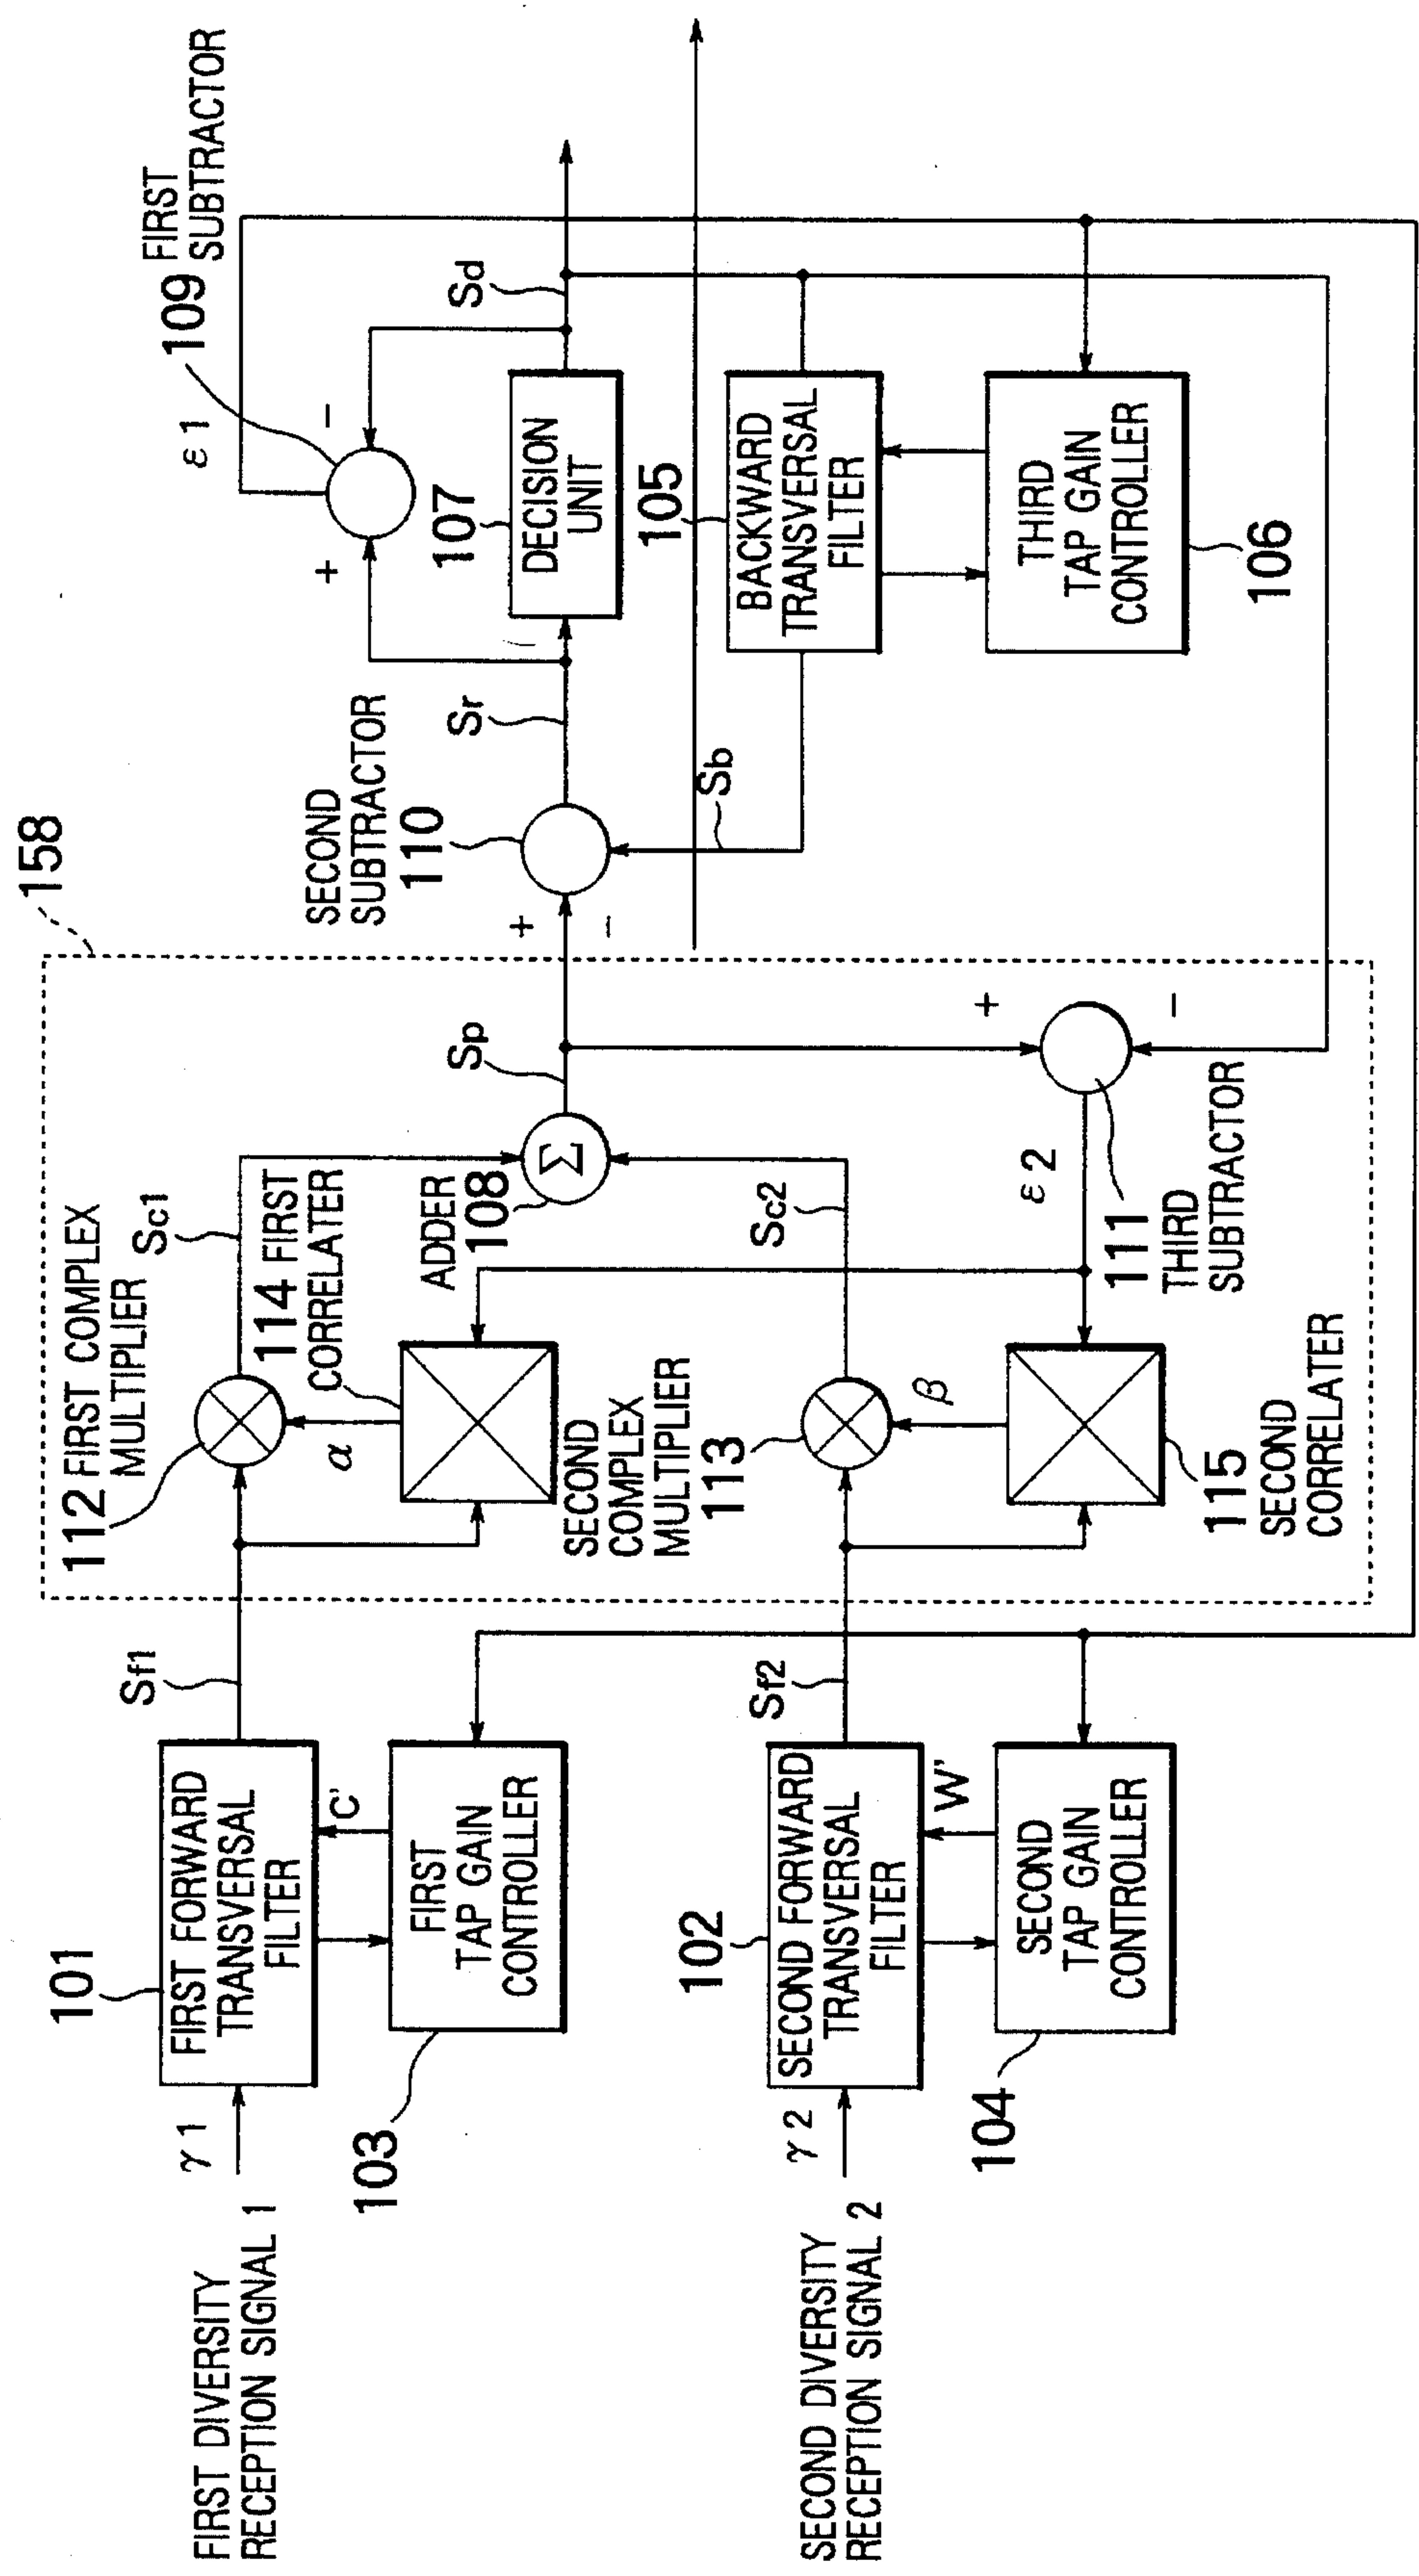 158
112 FIRST COMPLEX
MULTIPLIER
Sc1
114 FIRST
CORRELATER
α
ADDER
108
Σ
Sp
SECOND
SUBTRACTOR
110
+
−
Sr
Sb
FIRST
SUBTRACTOR
109
ε1
+
−
107
DECISION
UNIT
Sd
105
BACKWARD
TRANSVERSAL
FILTER
THIRD
TAP GAIN
CONTROLLER
106
FIRST DIVERSITY
RECEPTION SIGNAL 1
γ1
101
FIRST FORWARD
TRANSVERSAL
FILTER
Sf1
C'
FIRST
TAP GAIN
CONTROLLER
103
SECOND DIVERSITY
RECEPTION SIGNAL 2
γ2
102
SECOND FORWARD
TRANSVERSAL
FILTER
Sf2
W'
SECOND
TAP GAIN
CONTROLLER
104
SECOND
COMPLEX
MULTIPLIER
113
Sc2
β
115
SECOND
CORRELATER
ε2
+
−
111
THIRD
SUBTRACTOR